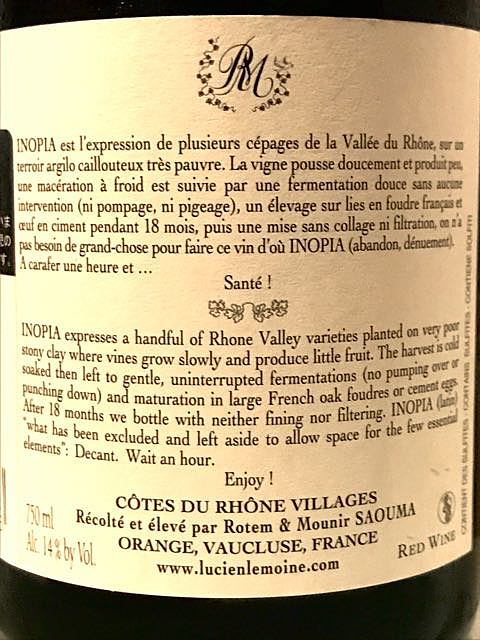 RM
INOPIA est l'expression de plusieurs cépages de la Vallée du Rhône, sur un
terroir argilo caillouteux très pauvre. La vigne pousse doucement et produit peu,
une macération à froid est suivie par une fermentation douce sans aucune
intervention (ni pompage, ni pigeage), un élevage sur lies en foudre français et
œuf en ciment pendant 18 mois, puis une mise sans collage ni filtration, on n'a
pas besoin de grand-chose pour faire ce vin d'où INOPIA (abandon, dénuement).
A carafer une heure et ...
Santé !
INOPIA expresses a handful of Rhone Valley varieties planted on very poor
stony clay where vines grow slowly and produce little fruit. The harvest is cold
soaked then left to gentle, uninterrupted fermentations (no pumping over or
punching down) and maturation in large French oak foudres or cement eggs.
After 18 months we bottle with neither fining nor filtering. INOPIA (latin)
"what has been excluded and left aside to allow space for the few essential
elements": Decant. Wait an hour.
Enjoy !
CÔTES DU RHÔNE VILLAGES
Récolté et élevé par Rotem & Mounir SAOUMA
ORANGE, VAUCLUSE, FRANCE
www.lucienlemoine.com
750 ml
Alc. 14 % by Vol.
RED WINE
CONTIENT DES SULFITES - CONTAINS SULFITES - CONTIENE SOLFITI